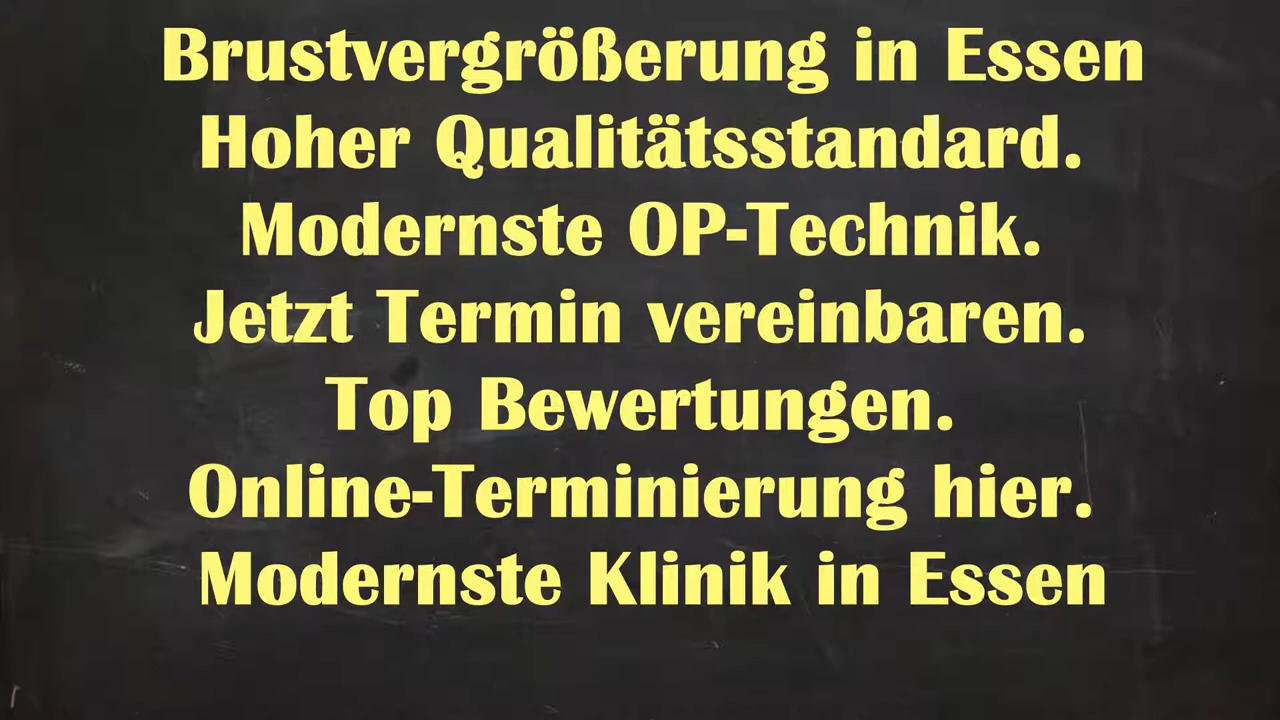 Brustvergrößerung in Essen
Hoher Qualitätsstandard.
Modernste OP-Technik.
Jetzt Termin vereinbaren.
Top Bewertungen.
Online-Terminierung hier.
Modernste Klinik in Essen